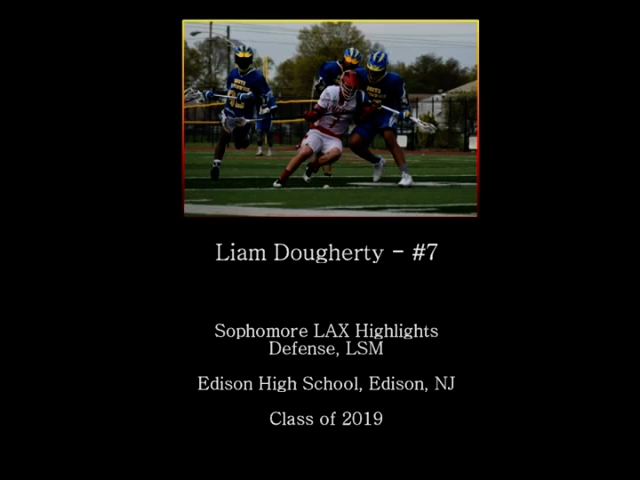 Liam Dougherty - #7
Sophomore LAX Highlights
Defense, LSM
Edison High School, Edison, NJ
Class of 2019